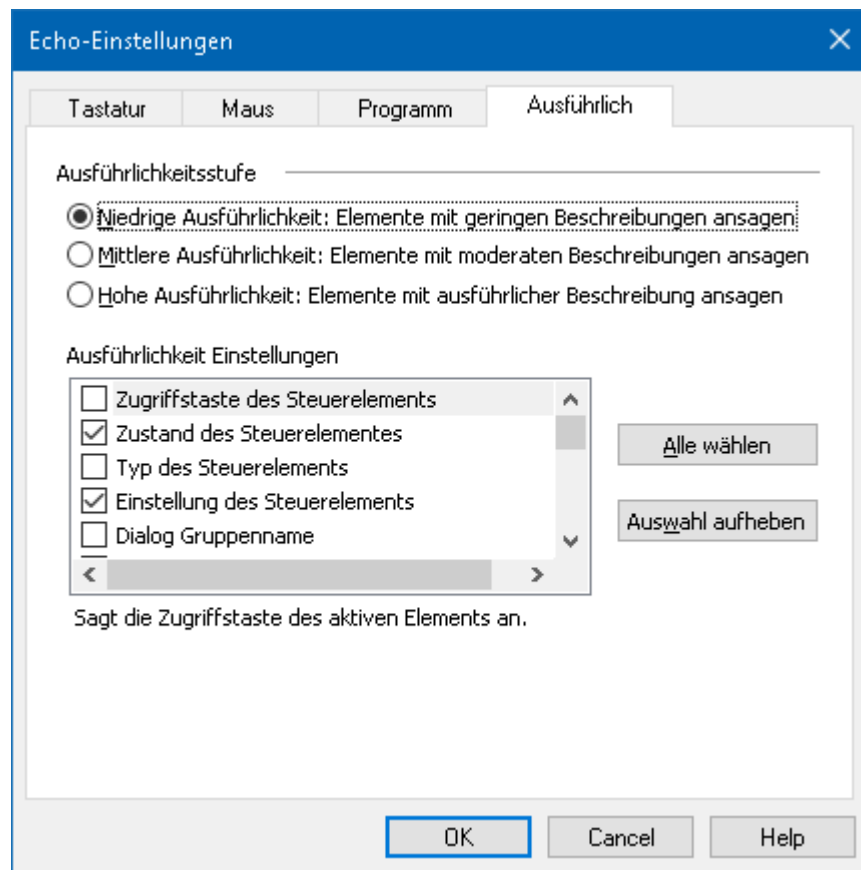 Echo-Einstellungen
Tastatur Maus Programm Ausführlich
Ausführlichkeitsstufe
Niedrige Ausführlichkeit: Elemente mit geringen Beschreibungen ansagen
Mittlere Ausführlichkeit: Elemente mit moderaten Beschreibungen ansagen
Hohe Ausführlichkeit: Elemente mit ausführlicher Beschreibung ansagen
Ausführlichkeit Einstellungen
Zugriffstaste des Steuerelements
Zustand des Steuerelementes
Typ des Steuerelements
Einstellung des Steuerelements
Dialog Gruppenname
Alle wählen
Auswahl aufheben
Sagt die Zugriffstaste des aktiven Elements an.
OK Cancel Help